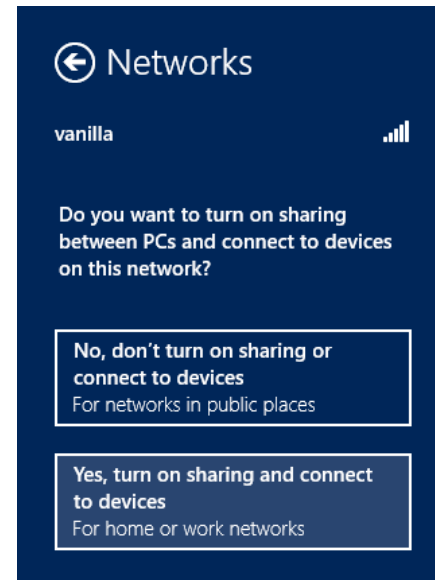 Networks
vanilla
Do you want to turn on sharing
between PCs and connect to devices
on this network?
No, don't turn on sharing or
connect to devices
For networks in public places
Yes, turn on sharing and connect
to devices
For home or work networks